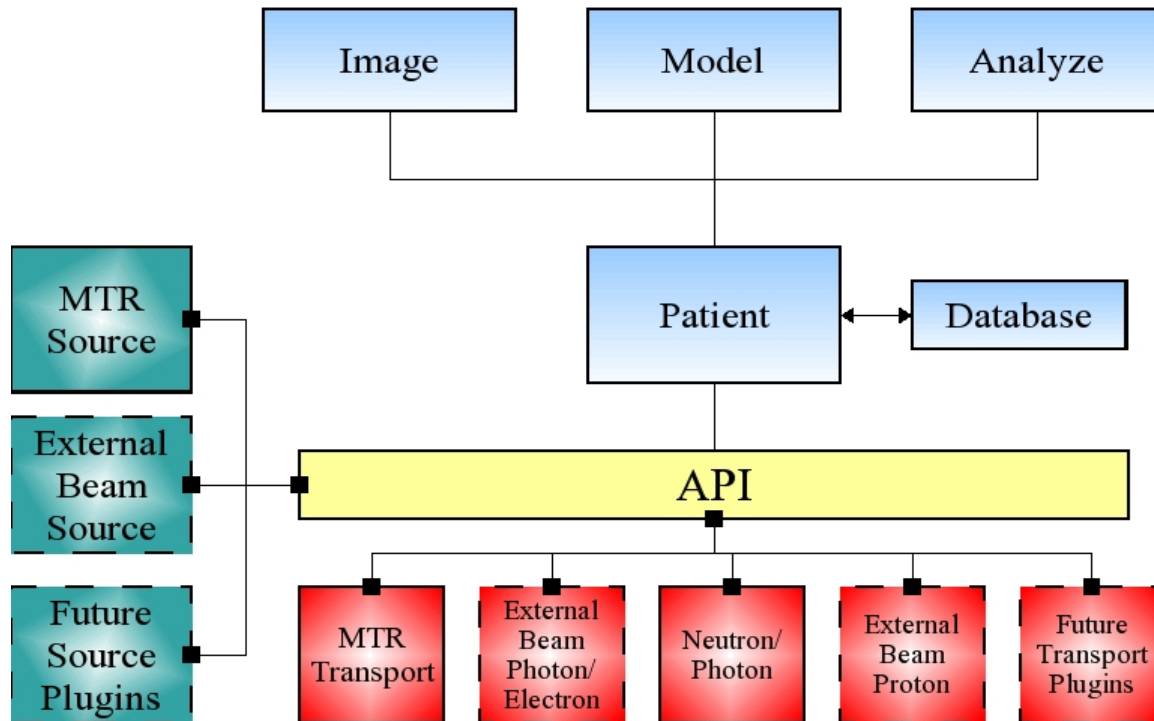 Image
Model
Analyze
MTR
Source
Patient
Database
External
Beam
Source
API
Future
Source
Plugins
MTR
Transport
External
Beam
Photon/
Electron
Neutron/
Photon
External
Beam
Proton
Future
Transport
Plugins